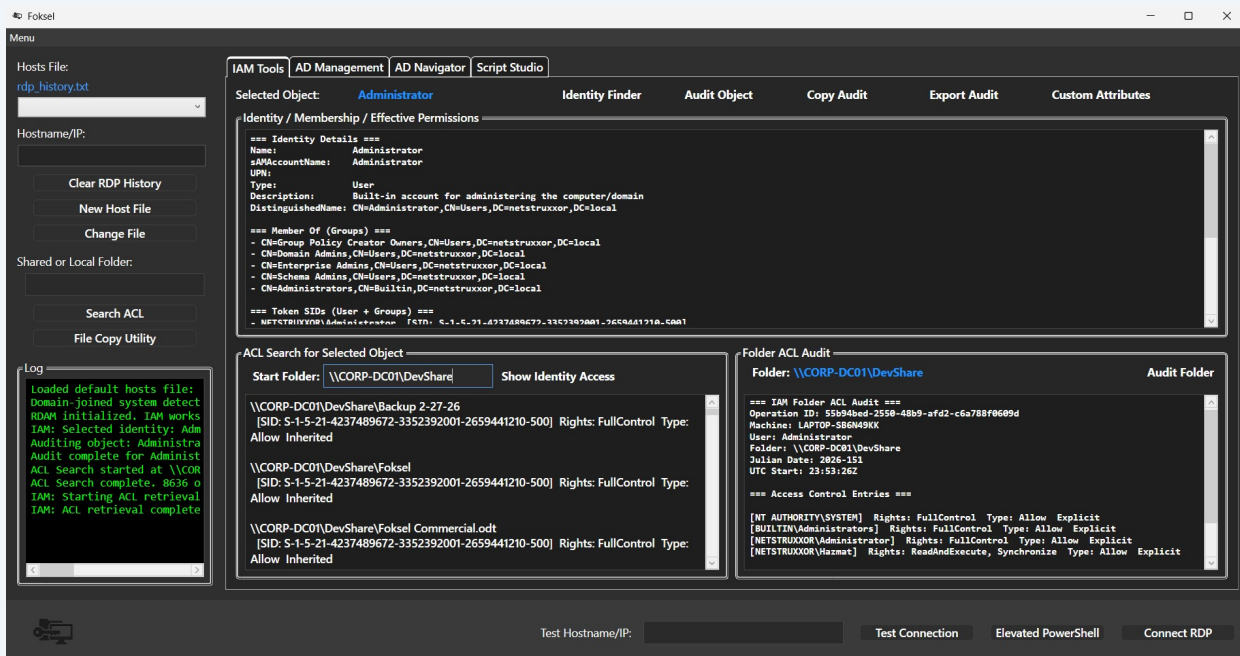 Foksel
Menu
Hosts File:
rdp_history.txt
Hostname/IP:
Clear RDP History
New Host File
Change File
Shared or Local Folder:
Search ACL
File Copy Utility
Log
Loaded default hosts file:
Domain-joined system detect
RDAM initialized. IAM works
IAM: Selected identity: Adm
Auditing object: Administra
Audit complete for Administ
ACL Search started at \\COR
ACL Search complete. 8636 o
IAM: Starting ACL retrieval
IAM: ACL retrieval complete
IAM Tools AD Management AD Navigator Script Studio
Selected Object: Administrator Identity Finder Audit Object Copy Audit Export Audit Custom Attributes
Identity / Membership / Effective Permissions
=== Identity Details ===
Name: Administrator
sAMAccountName: Administrator
UPN:
Type: User
Description: Built-in account for administering the computer/domain
DistinguishedName: CN=Administrator,CN=Users,DC=netstruxxor,DC=local
=== Member Of (Groups) ===
- CN=Group Policy Creator Owners,CN=Users,DC=netstruxxor,DC=local
- CN=Domain Admins,CN=Users,DC=netstruxxor,DC=local
- CN=Enterprise Admins,CN=Users,DC=netstruxxor,DC=local
- CN=Schema Admins,CN=Users,DC=netstruxxor,DC=local
- CN=Administrators,CN=Builtin,DC=netstruxxor,DC=local
=== Token SIDs (User + Groups) ===
- NETSTRUXXOR\Administrator [SID: S-1-5-21-4237489672-3352392001-2659441210-500]
ACL Search for Selected Object
Start Folder: \\CORP-DC01\DevShare Show Identity Access
\\CORP-DC01\DevShare\Backup 2-27-26
[SID: S-1-5-21-4237489672-3352392001-2659441210-500] Rights: FullControl Type:
Allow Inherited
\\CORP-DC01\DevShare\Foksel
[SID: S-1-5-21-4237489672-3352392001-2659441210-500] Rights: FullControl Type:
Allow Inherited
\\CORP-DC01\DevShare\Foksel Commercial.odt
[SID: S-1-5-21-4237489672-3352392001-2659441210-500] Rights: FullControl Type:
Allow Inherited
Folder ACL Audit
Folder: \\CORP-DC01\DevShare Audit Folder
=== IAM Folder ACL Audit ===
Operation ID: 55b94bed-2550-48b9-afd2-c6a788f0609d
Machine: LAPTOP-SB6N49KK
User: Administrator
Folder: \\CORP-DC01\DevShare
Julian Date: 2026-151
UTC Start: 23:53:26Z
=== Access Control Entries ===
[NT AUTHORITY\SYSTEM] Rights: FullControl Type: Allow Explicit
[BUILTIN\Administrators] Rights: FullControl Type: Allow Explicit
[NETSTRUXXOR\Administrator] Rights: FullControl Type: Allow Explicit
[NETSTRUXXOR\Hazmat] Rights: ReadAndExecute, Synchronize Type: Allow Explicit
Test Hostname/IP: Test Connection Elevated PowerShell Connect RDP